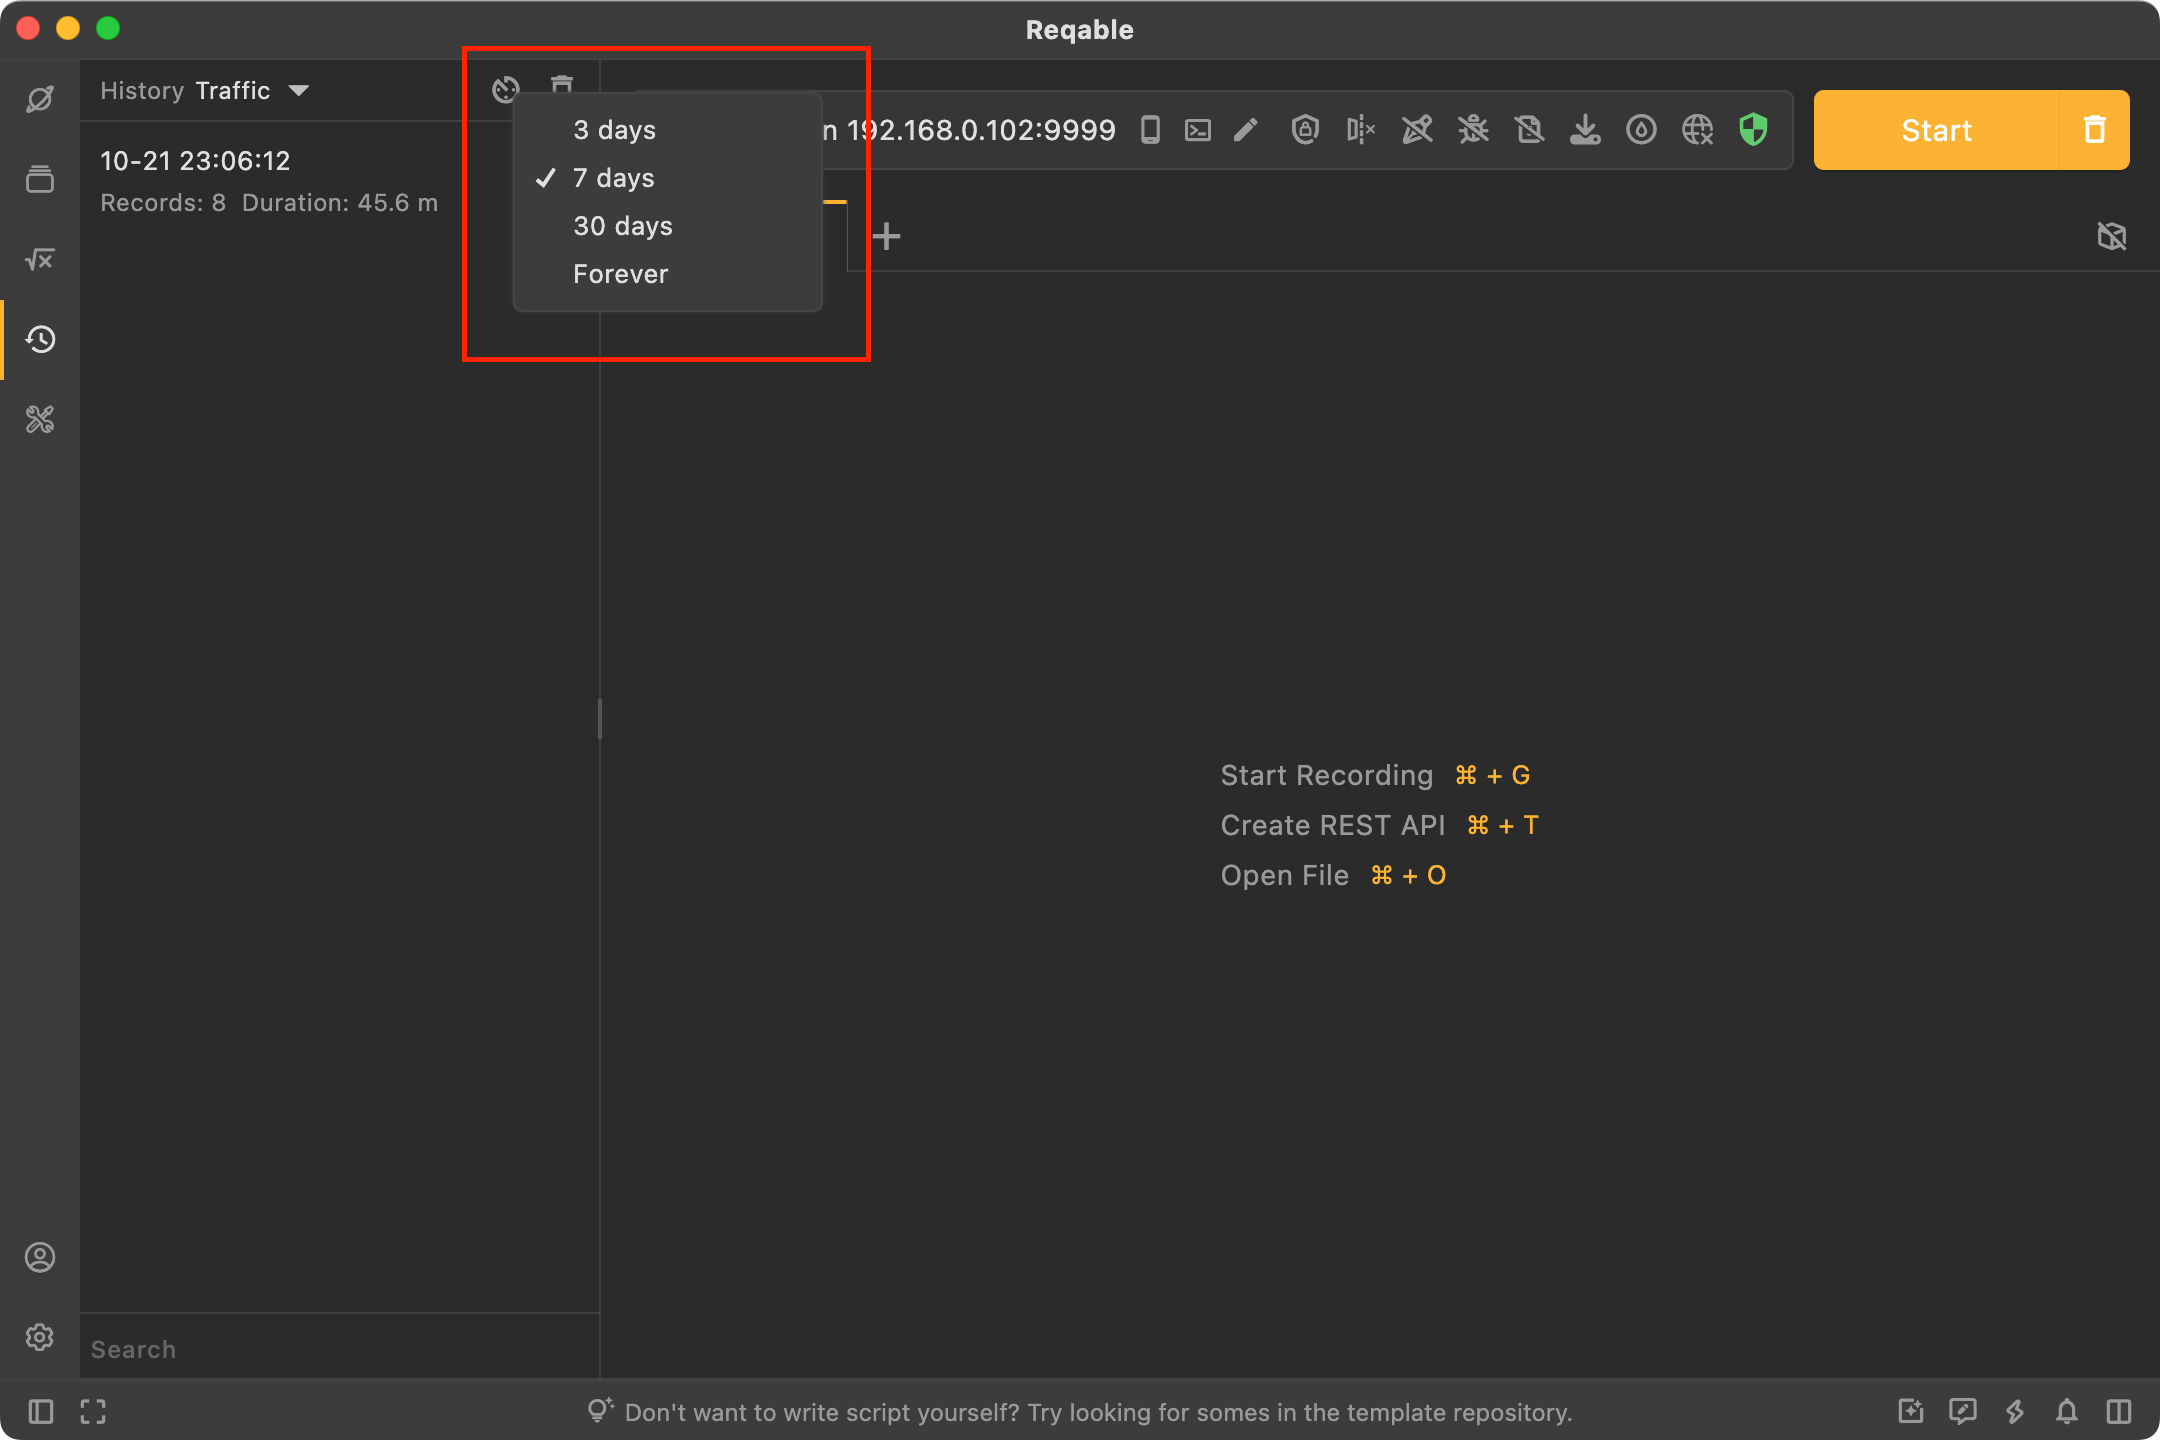 Reqable
History Traffic
10-21 23:06:12
Records: 8 Duration: 45.6 m
3 days
7 days
30 days
Forever
n 192.168.0.102:9999
Start
Start Recording ⌘ + G
Create REST API ⌘ + T
Open File ⌘ + O
Search
Don't want to write script yourself? Try looking for somes in the template repository.